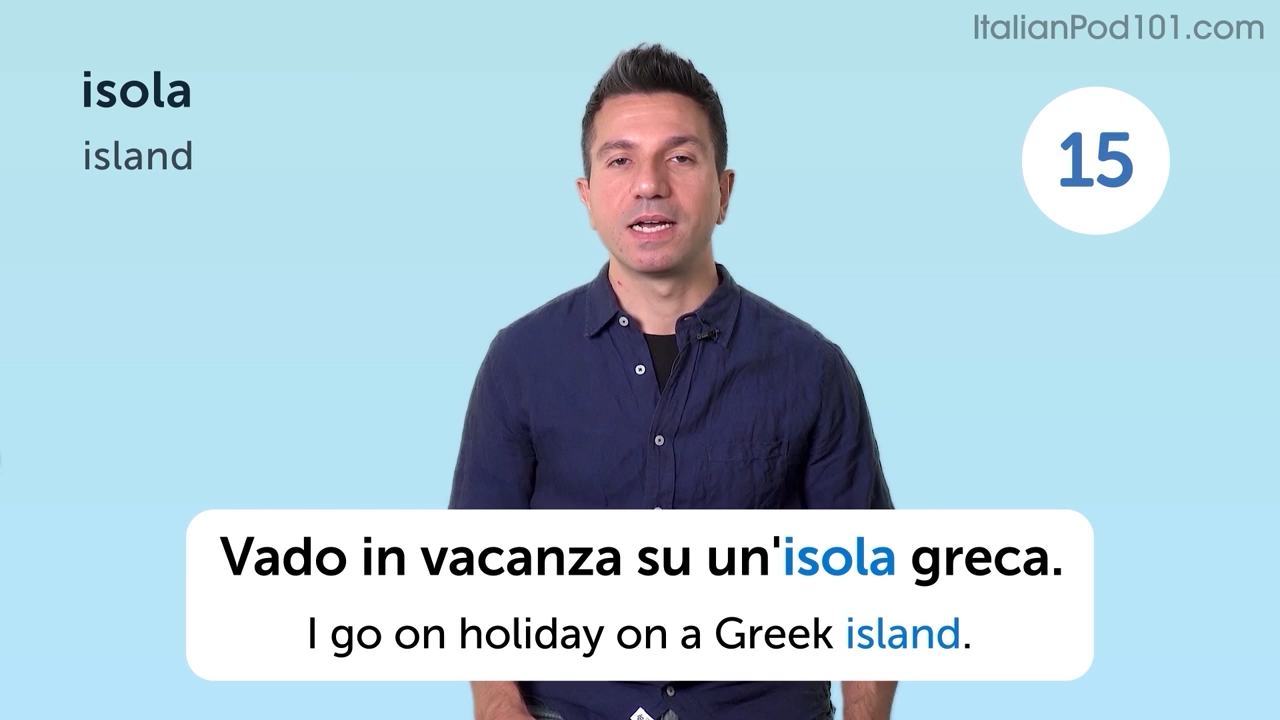 ItalianPod101.com
isola
island
15
Vado in vacanza su un'isola greca.
I go on holiday on a Greek island.